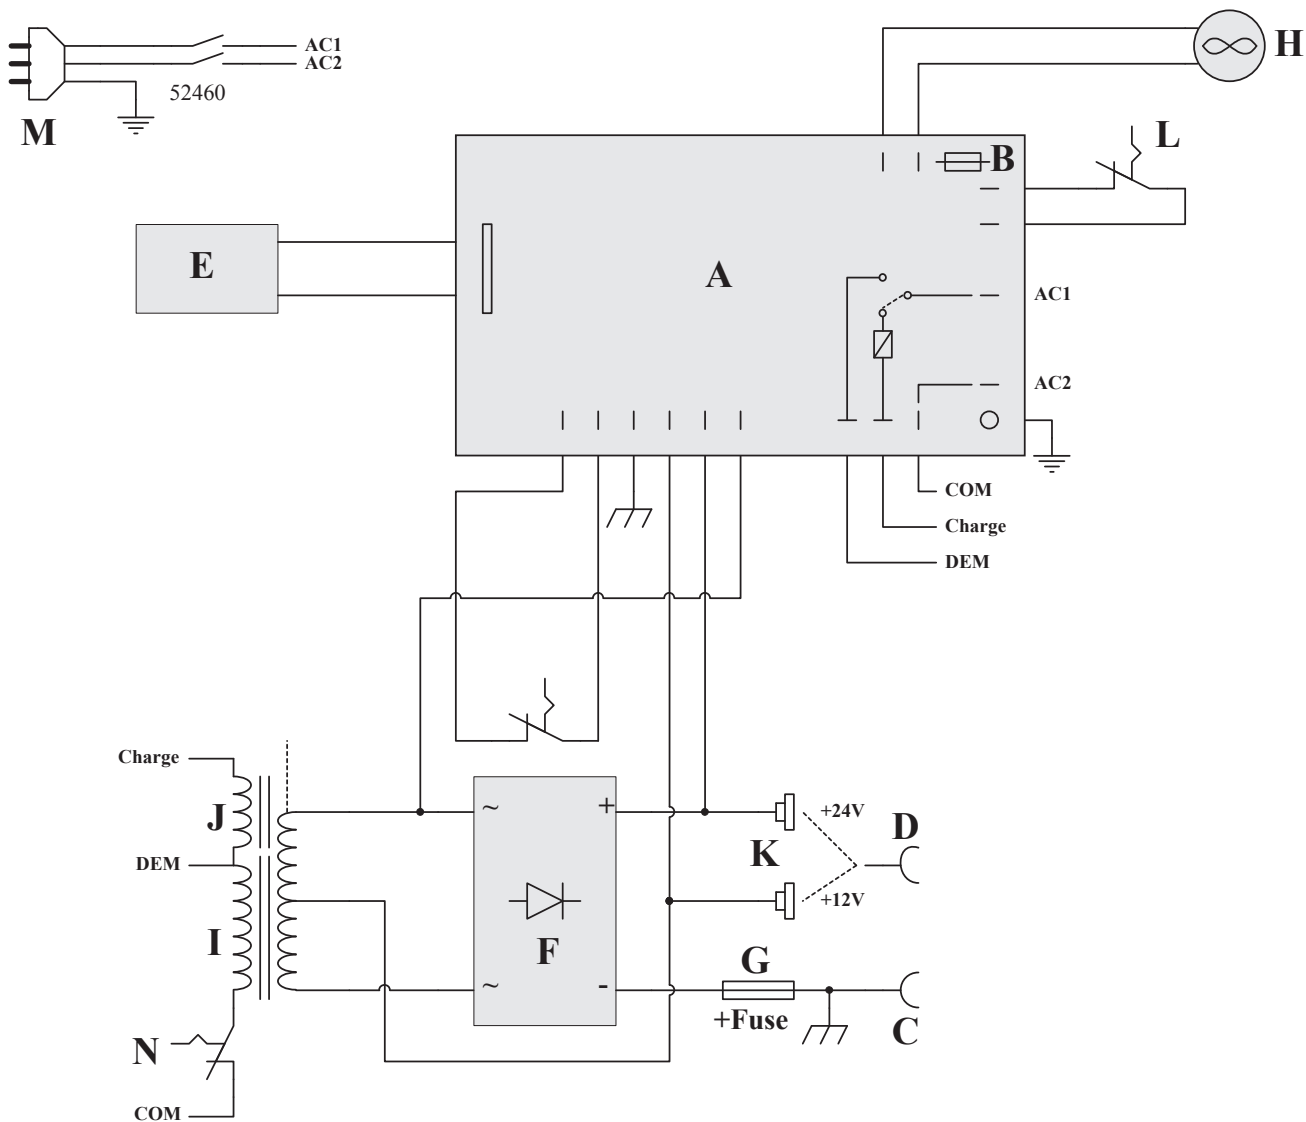 AC1
AC2
52460
M
H
B
L
E
A
AC1
AC2
COM
Charge
DEM
Charge
J
DEM
I
N
COM
~
~
+
-
F
K
+24V
+12V
D
G
+Fuse
C